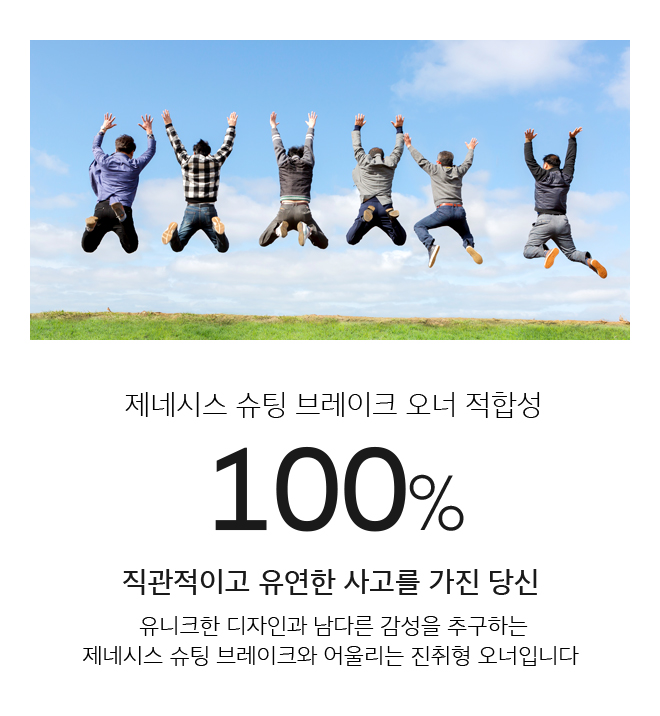 제네시스 슈팅 브레이크 오너 적합성
100%
직관적이고 유연한 사고를 가진 당신
유니크한 디자인과 남다른 감성을 추구하는
제네시스 슈팅 브레이크와 어울리는 진취형 오너입니다